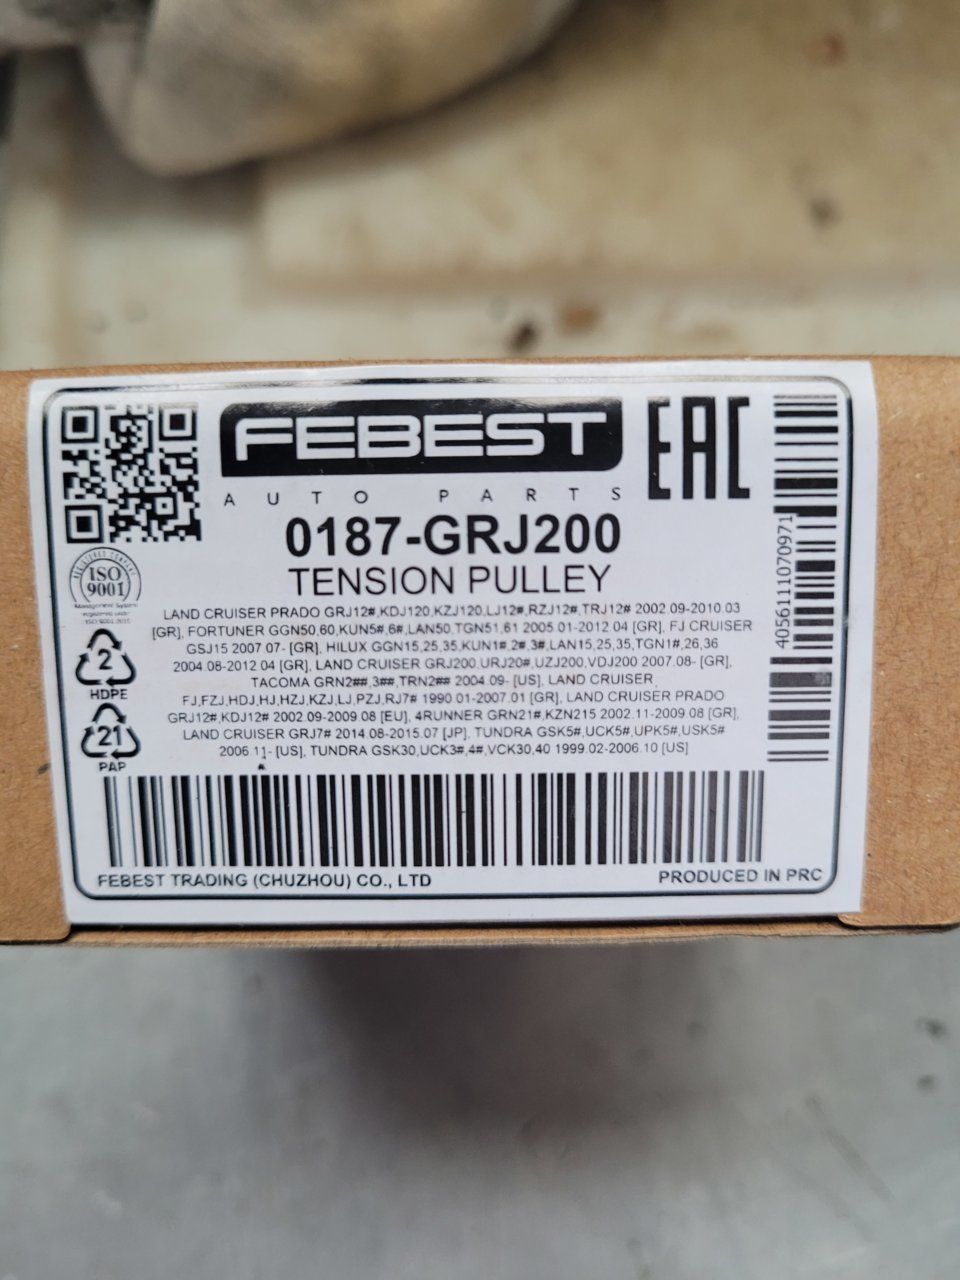 FEBEST
AUTO PARTS
EAC
0187-GRJ200
TENSION PULLEY
LAND CRUISER PRADO GRJ12#,KDJ120,KZJ120,LJ12#,RZJ12#,TRJ12# 2002.09-2010.03
[GR], FORTUNER GGN50,60,KUN5#,6#,LAN50,TGN51,61 2005.01-2012.04 [GR], FJ CRUISER
GSJ15 2007.07- [GR], HILUX GGN15,25,35,KUN1#,2#,3#,LAN15,25,35,TGN1#,26,36
2004.08-2012.04 [GR], LAND CRUISER GRJ200,URJ20#,UZJ200,VDJ200 2007.08- [GR],
TACOMA GRN2##,3##,TRN2## 2004.09- [US], LAND CRUISER
FJ,FZJ,HDJ,HJ,HZJ,KZJ,LJ,PZJ,RJ7# 1990.01-2007.01 [GR], LAND CRUISER PRADO
GRJ12#,KDJ12# 2002.09-2009.08 [EU], 4RUNNER GRN21#,KZN215 2002.11-2009.08 [GR],
LAND CRUISER GRJ7# 2014.08-2015.07 [JP], TUNDRA GSK5#,UCK5#,UPK5#,USK5#
2006.11- [US], TUNDRA GSK30,UCK3#,4#,VCK30,40 1999.02-2006.10 [US]
REGISTERED COMPANY
ISO
9001
Management System
ISO 9001:2015
2
HDPE
21
PAP
4056111070971
FEBEST TRADING (CHUZHOU) CO., LTD
PRODUCED IN PRC